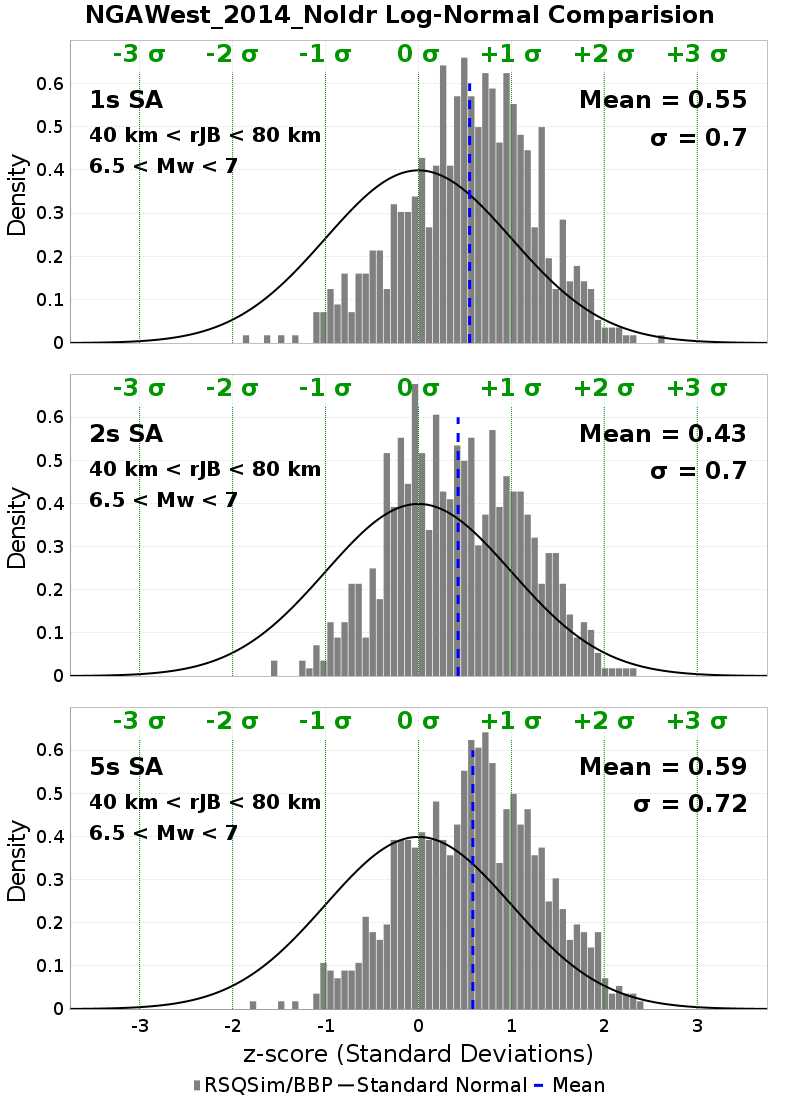 NGAWest_2014_NoIdr Log-Normal Comparision
-3 σ -2 σ -1 σ 0 σ +1 σ +2 σ +3 σ
1s SA Mean = 0.55
40 km < rJB < 80 km σ = 0.7
6.5 < Mw < 7
Density
0.6
0.5
0.4
0.3
0.2
0.1
0
-3 σ -2 σ -1 σ 0 σ +1 σ +2 σ +3 σ
2s SA Mean = 0.43
40 km < rJB < 80 km σ = 0.7
6.5 < Mw < 7
Density
0.6
0.5
0.4
0.3
0.2
0.1
0
-3 σ -2 σ -1 σ 0 σ +1 σ +2 σ +3 σ
5s SA Mean = 0.59
40 km < rJB < 80 km σ = 0.72
6.5 < Mw < 7
Density
0.6
0.5
0.4
0.3
0.2
0.1
0
-3 -2 -1 0 1 2 3
z-score (Standard Deviations)
RSQSim/BBP Standard Normal Mean